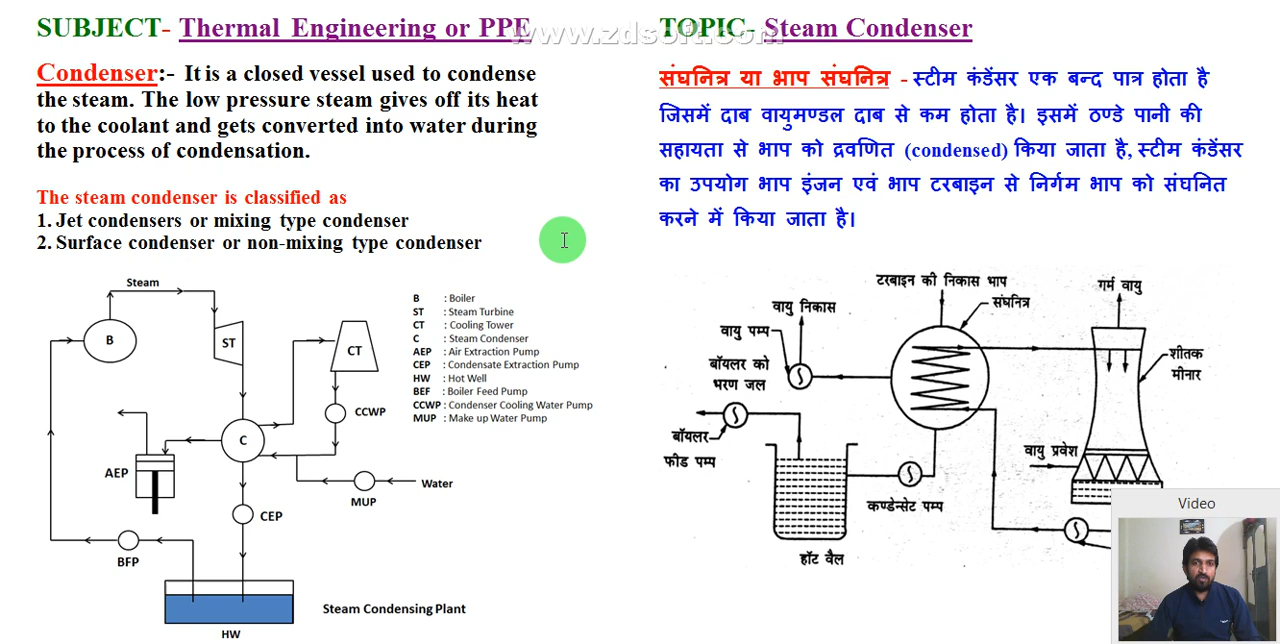 SUBJECT- Thermal Engineering or PPE
www.zdsoft.com
TOPIC- Steam Condenser
Condenser:- It is a closed vessel used to condense
the steam. The low pressure steam gives off its heat
to the coolant and gets converted into water during
the process of condensation.
The steam condenser is classified as
1. Jet condensers or mixing type condenser
2. Surface condenser or non-mixing type condenser
संघनित्र या भाप संघनित्र - स्टीम कंडेंसर एक बन्द पात्र होता है
जिसमें दाब वायुमण्डल दाब से कम होता है। इसमें ठण्डे पानी की
सहायता से भाप को द्रवणित (condensed) किया जाता है, स्टीम कंडेंसर
का उपयोग भाप इंजन एवं भाप टरबाइन से निर्गम भाप को संघनित
करने में किया जाता है।
Steam
B
ST
CT
CCWP
C
AEP
Water
MUP
CEP
BFP
HW
Steam Condensing Plant
B : Boiler
ST : Steam Turbine
CT : Cooling Tower
C : Steam Condenser
AEP : Air Extraction Pump
CEP : Condensate Extraction Pump
HW : Hot Well
BEF : Boiler Feed Pump
CCWP : Condenser Cooling Water Pump
MUP : Make up Water Pump
टरबाइन की निकास भाप
गर्म वायु
वायु निकास
संघनित्र
वायु पम्प
शीतक
मीनार
बॉयलर को
भरण जल
बॉयलर
फीड पम्प
वायु प्रवेश
कण्डेन्सेट पम्प
हॉट वैल
Video